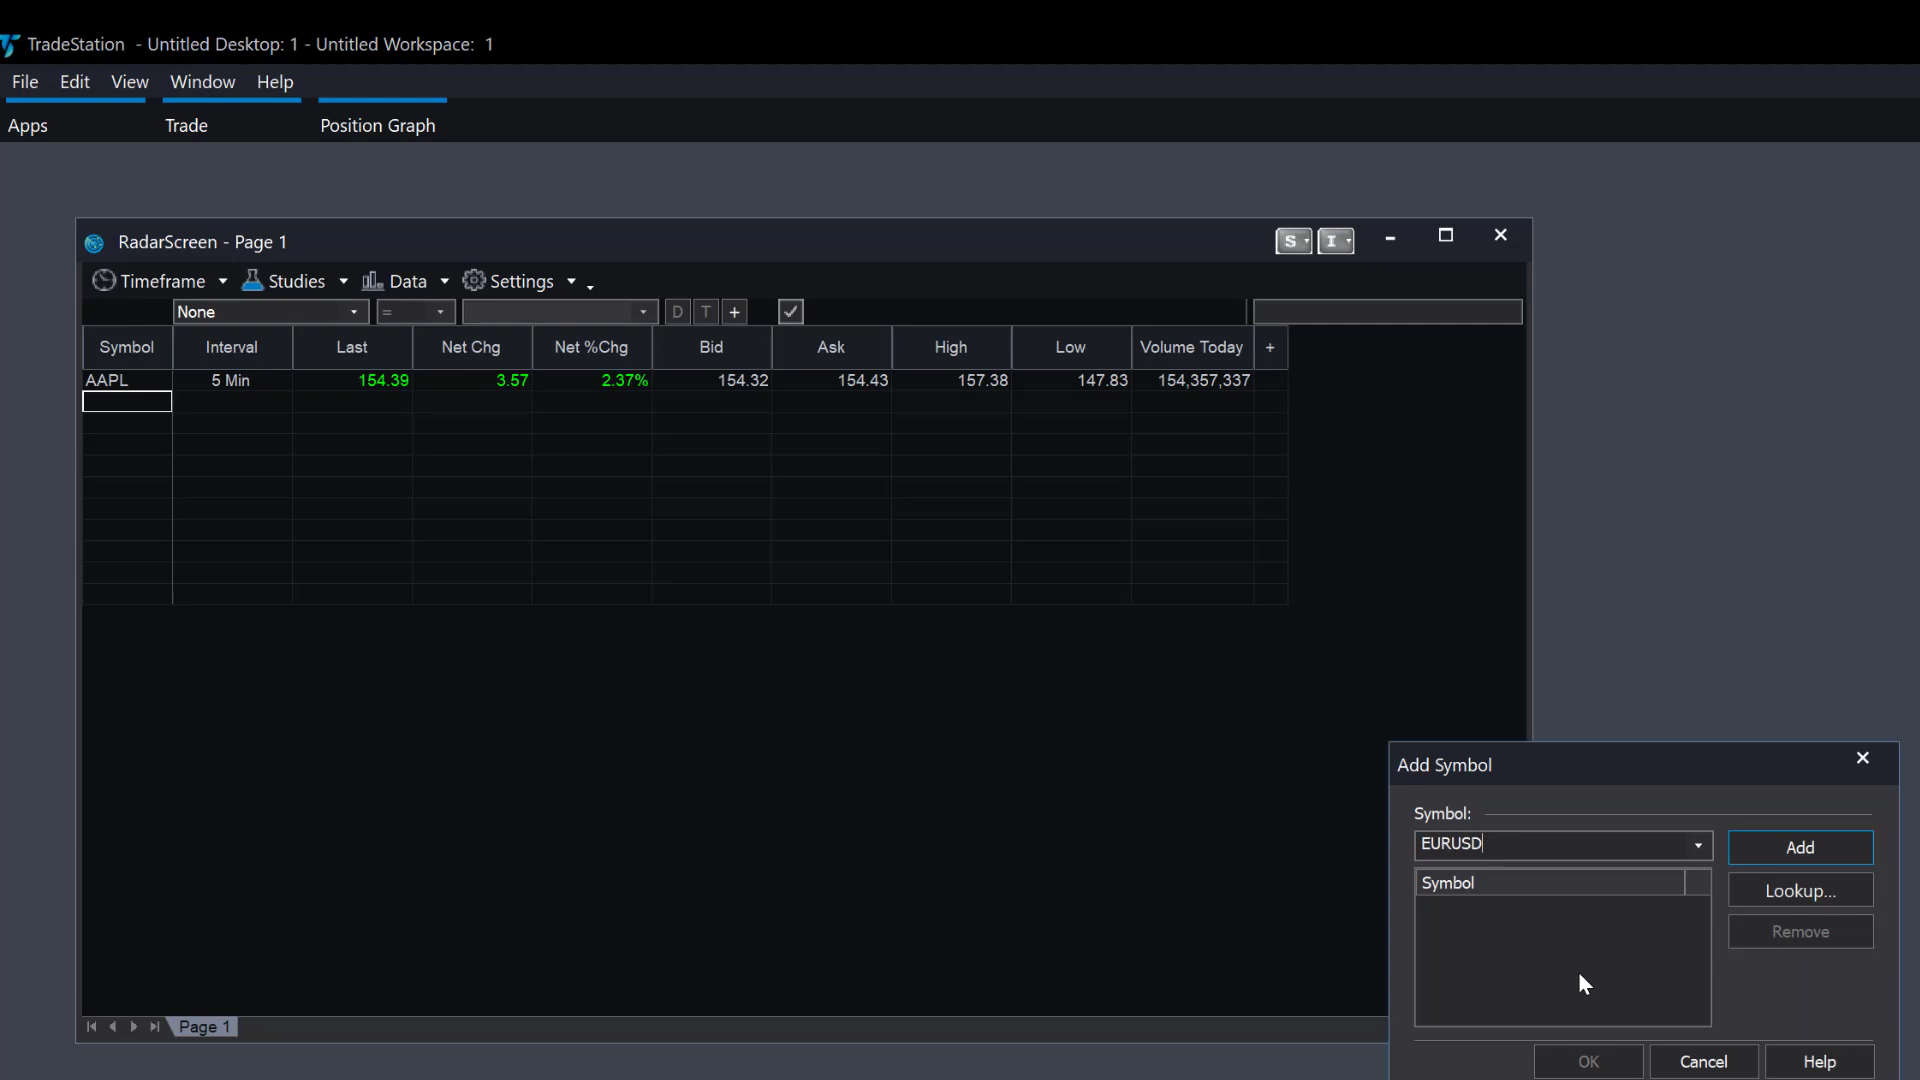 TradeStation - Untitled Desktop: 1 - Untitled Workspace: 1
File Edit View Window Help
Apps Trade Position Graph
RadarScreen - Page 1 S I
Timeframe Studies Data Settings
None = D T +
Symbol Interval Last Net Chg Net %Chg Bid Ask High Low Volume Today +
AAPL 5 Min 154.39 3.57 2.37% 154.32 154.43 157.38 147.83 154,357,337
Add Symbol
Symbol:
EURUSD Add
Symbol
Lookup...
Remove
Page 1
OK Cancel Help